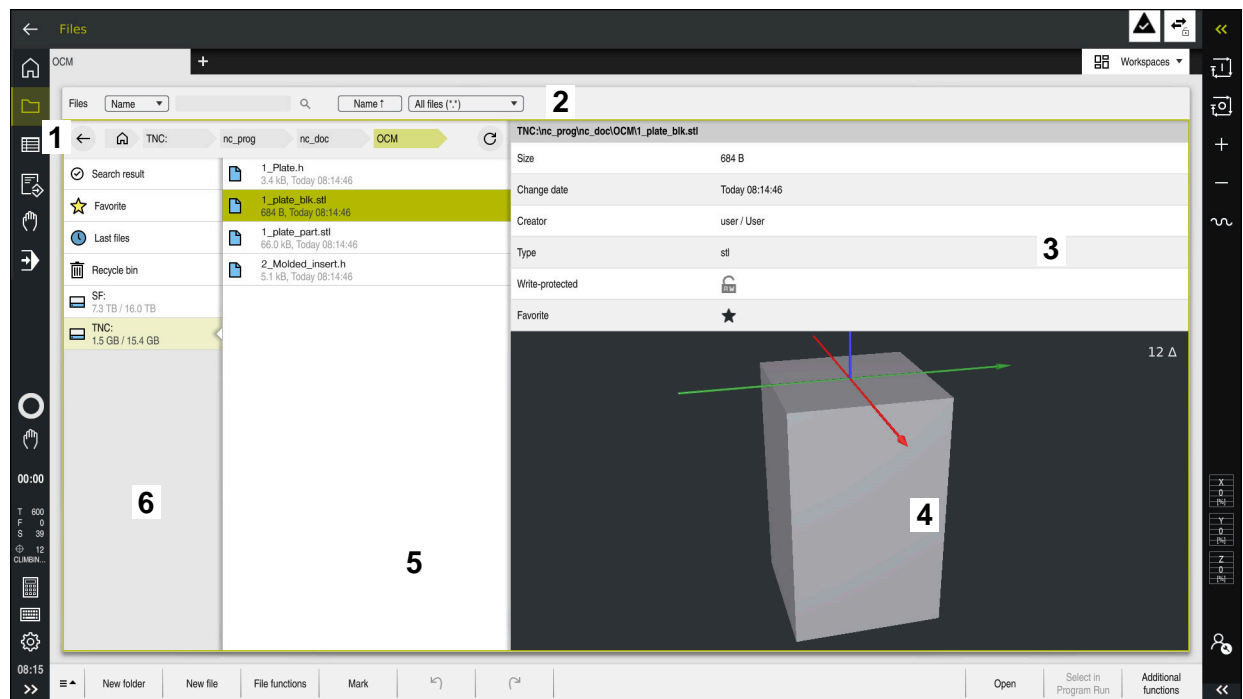 Files
OCM
+
Workspaces
Files
Name
Name ↑
All files (*.*)
2
1
TNC:
nc_prog
nc_doc
OCM
TNC:\nc_prog\nc_doc\OCM\1_plate_blk.stl
Search result
Favorite
Last files
Recycle bin
SF:
7.3 TB / 16.0 TB
TNC:
1.5 GB / 15.4 GB
6
1_Plate.h
3.4 kB, Today 08:14:46
1_plate_blk.stl
684 B, Today 08:14:46
1_plate_part.stl
66.0 kB, Today 08:14:46
2_Molded_insert.h
5.1 kB, Today 08:14:46
5
Size 684 B
Change date Today 08:14:46
Creator user / User
Type stl
3
Write-protected
RW
Favorite
12 Δ
4
00:00
T 600
F 0
S 39
12
CLIMBIN...
08:15
X
0
[%]
Y
0
[%]
Z
0
[%]
New folder
New file
File functions
Mark
Open
Select in
Program Run
Additional
functions